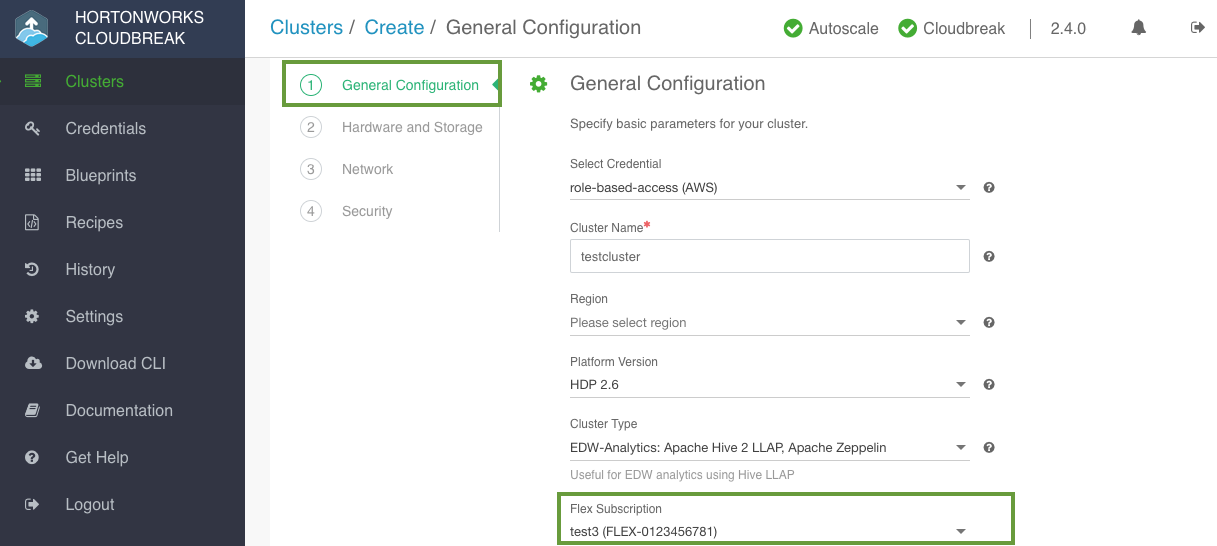 HORTONWORKS
CLOUDBREAK
Clusters / Create / General Configuration
Autoscale
Cloudbreak
2.4.0
Clusters
Credentials
Blueprints
Recipes
History
Settings
Download CLI
Documentation
Get Help
Logout
1 General Configuration
2 Hardware and Storage
3 Network
4 Security
General Configuration
Specify basic parameters for your cluster.
Select Credential
role-based-access (AWS)
Cluster Name*
testcluster
Region
Please select region
Platform Version
HDP 2.6
Cluster Type
EDW-Analytics: Apache Hive 2 LLAP, Apache Zeppelin
Useful for EDW analytics using Hive LLAP
Flex Subscription
test3 (FLEX-0123456781)